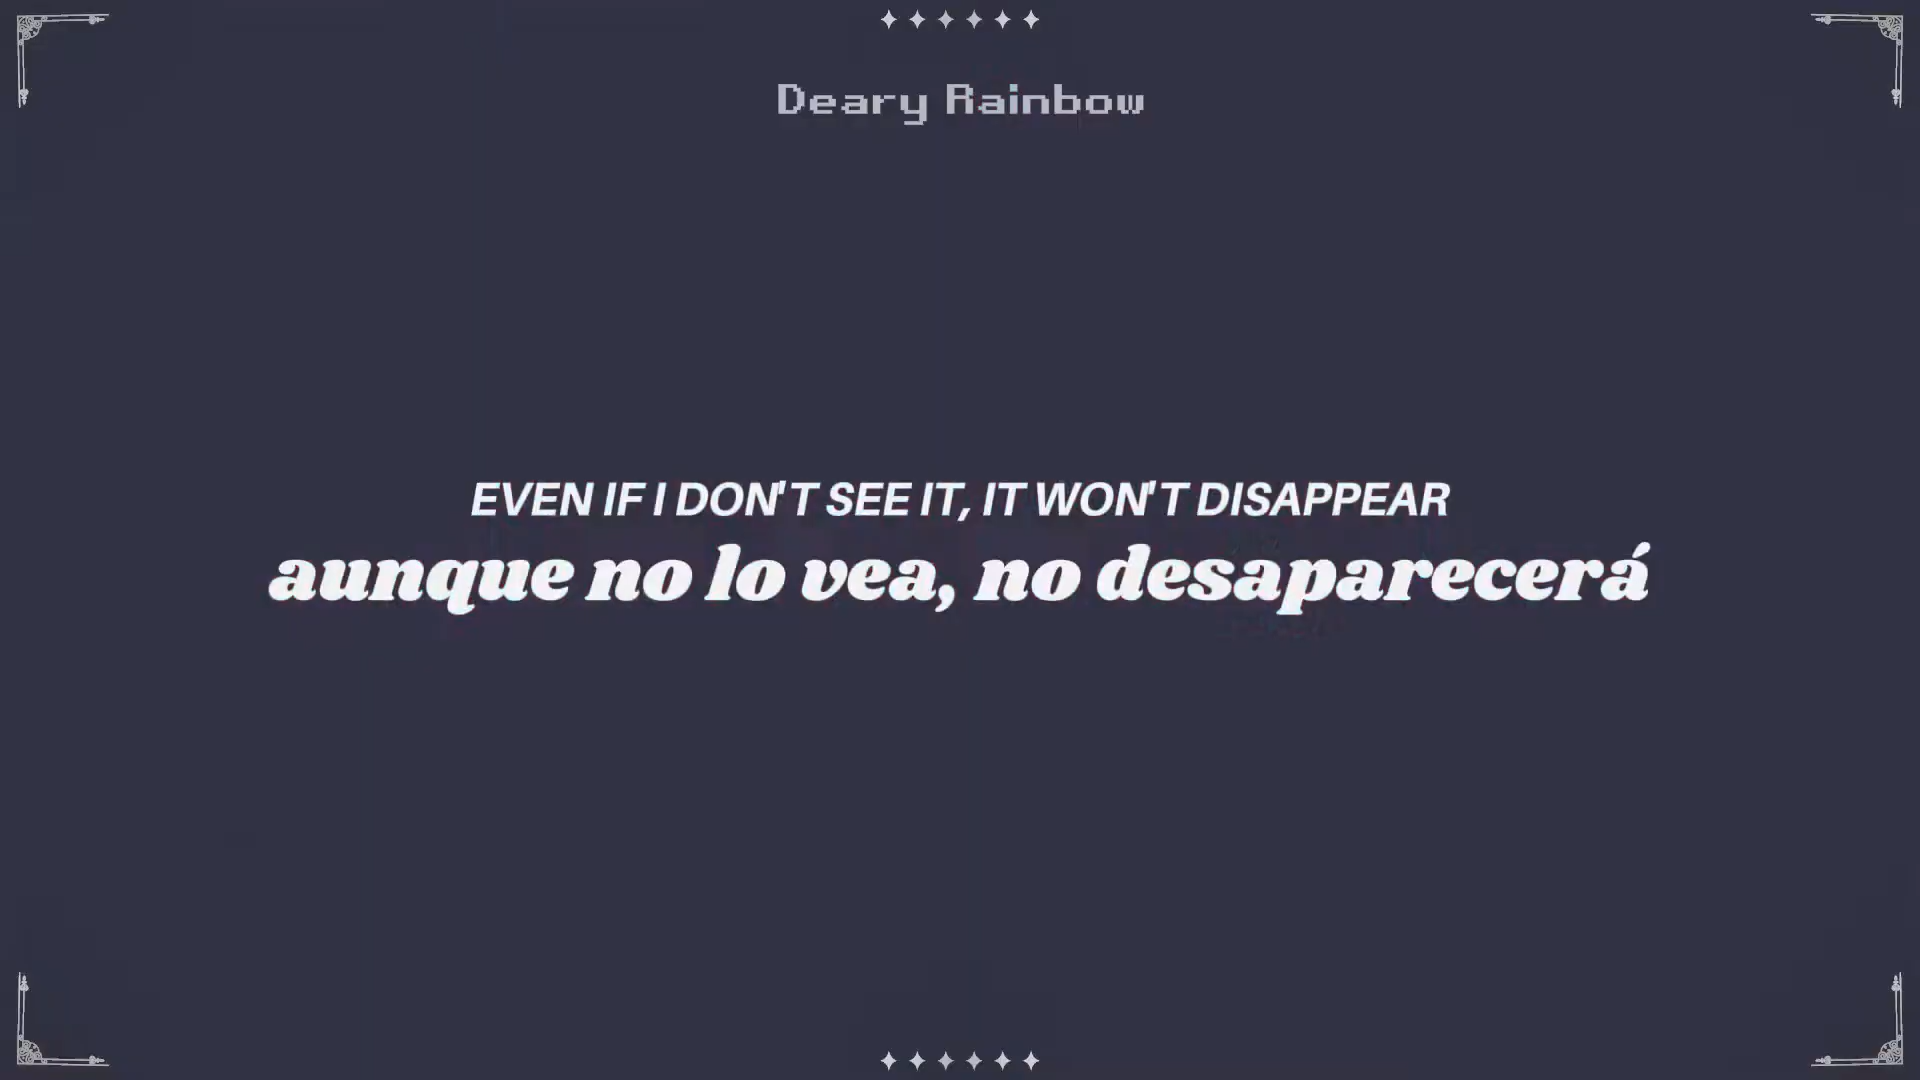 Deary Rainbow
EVEN IF I DON'T SEE IT, IT WON'T DISAPPEAR
aunque no lo vea, no desaparecerá